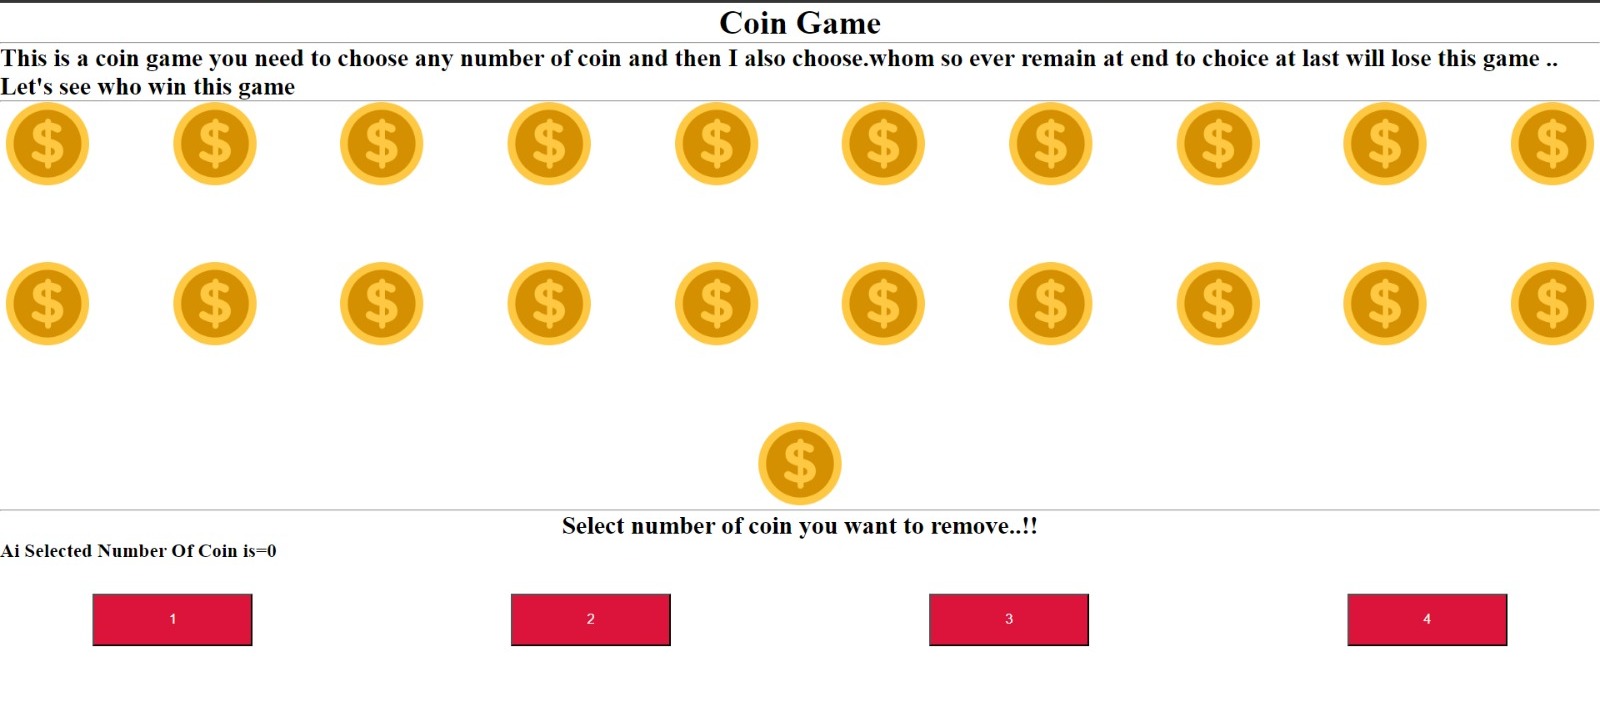 Coin Game
This is a coin game you need to choose any number of coin and then I also choose.whom so ever remain at end to choice at last will lose this game ..
Let's see who win this game
$ $ $ $ $ $ $ $ $ $
$ $ $ $ $ $ $ $ $ $
$
Select number of coin you want to remove..!!
Ai Selected Number Of Coin is=0
1 2 3 4